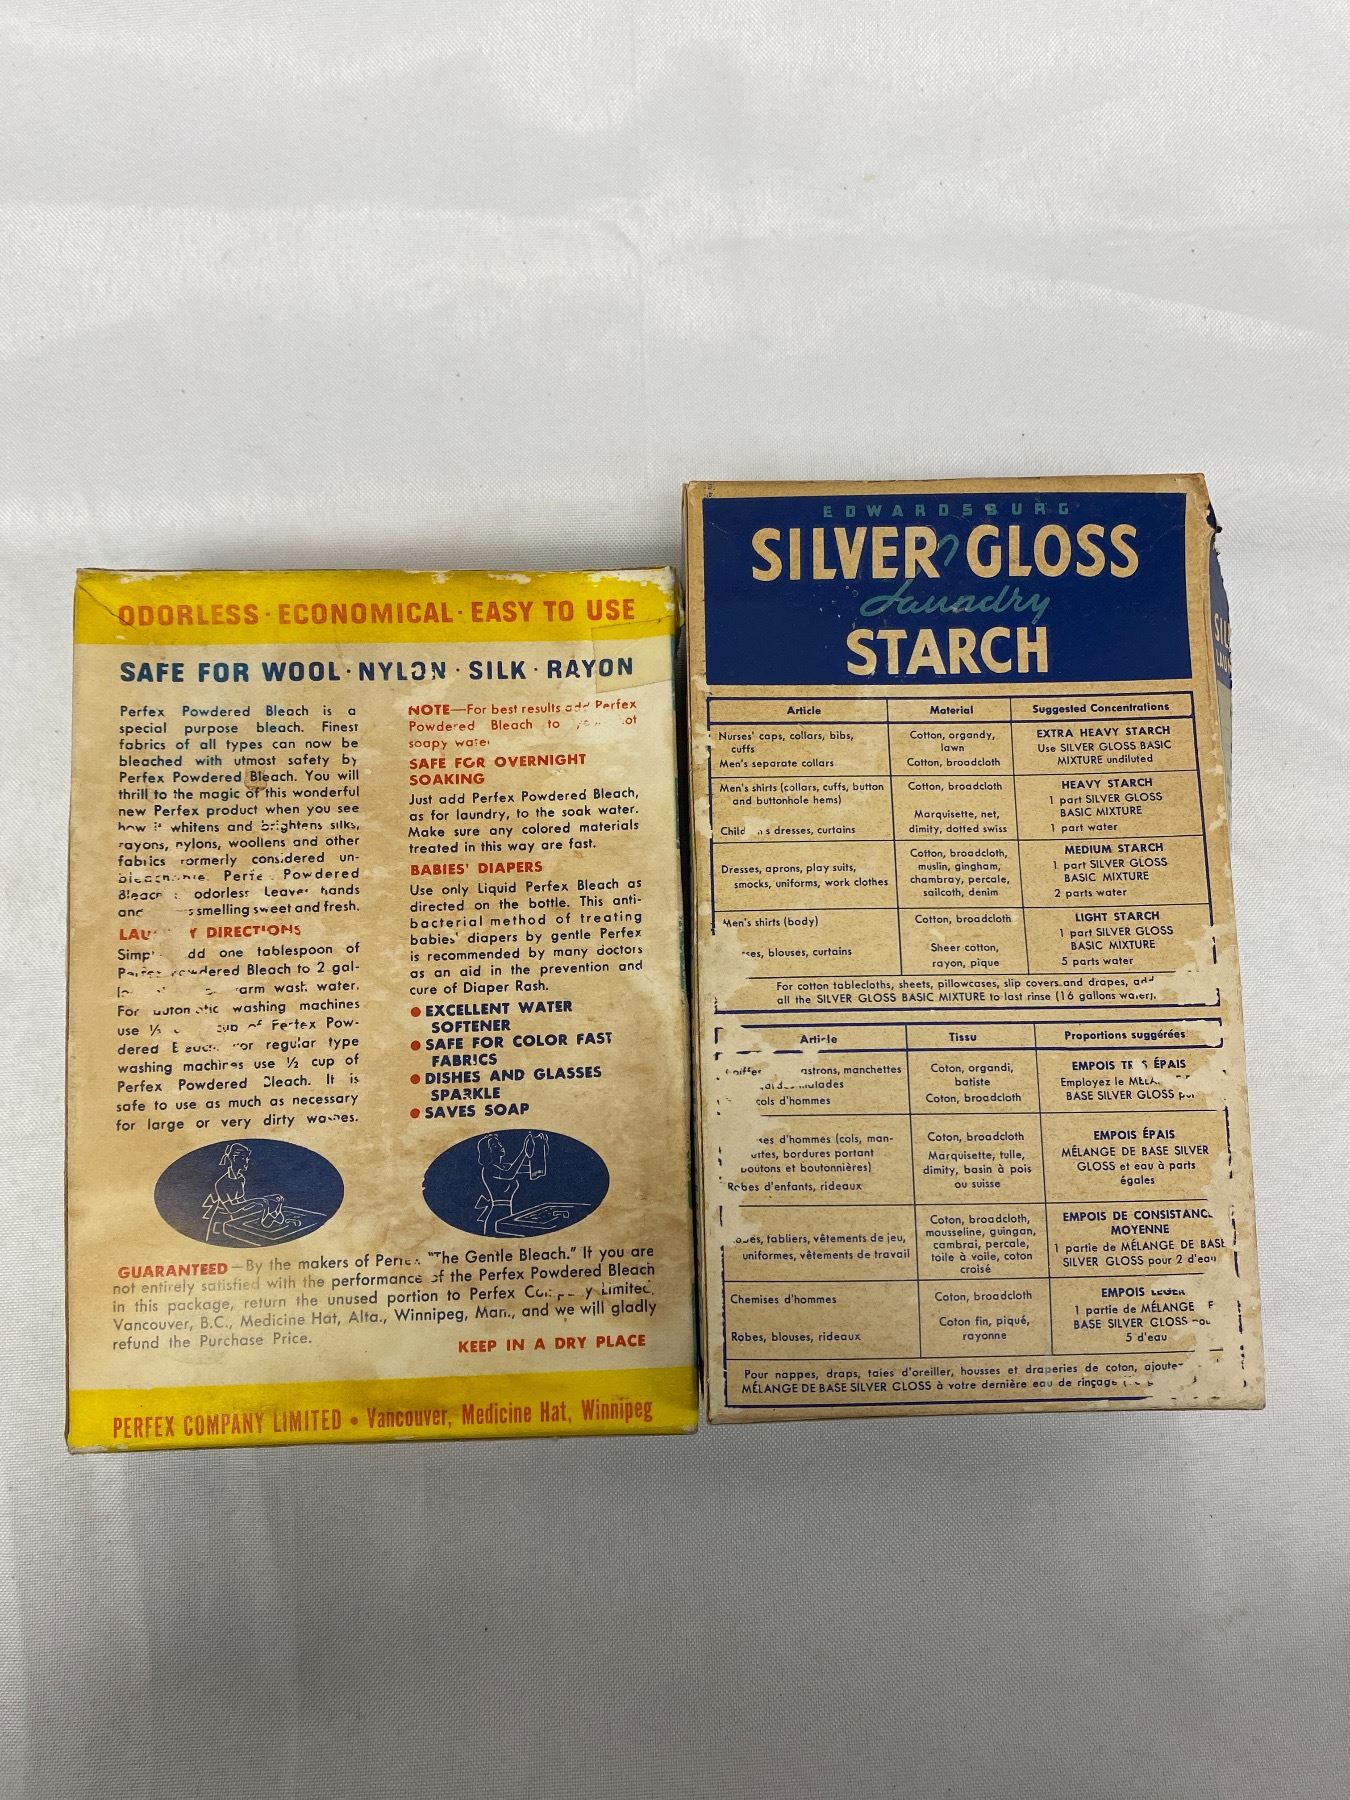 ODORLESS · ECONOMICAL · EASY TO USE
SAFE FOR WOOL · NYLON · SILK · RAYON
Perfex Powdered Bleach is a
special purpose bleach. Finest
fabrics of all types can now be
bleached with utmost safety by
Perfex Powdered Bleach. You will
thrill to the magic of this wonderful
new Perfex product when you see
how it whitens and brightens silks,
rayons, nylons, woollens and other
fabrics formerly considered un-
Powdered
Bleach odorless Leaves hands
and smelling sweet and fresh.
DIRECTIONS
one tablespoon of
Perfex Powdered Bleach to 2 gal-
warm wash water.
For automatic washing machines
use cup of Perfex Pow-
dered Bleach. For regular type
washing machines use ½ cup of
Perfex Powdered Bleach. It is
safe to use as much as necessary
for large or very dirty washes.
NOTE—For best results add Perfex
Powdered Bleach to hot
soapy water
SAFE FOR OVERNIGHT
SOAKING
Just add Perfex Powdered Bleach,
as for laundry, to the soak water.
Make sure any colored materials
treated in this way are fast.
BABIES' DIAPERS
Use only Liquid Perfex Bleach as
directed on the bottle. This anti-
bacterial method of treating
babies' diapers by gentle Perfex
is recommended by many doctors
as an aid in the prevention and
cure of Diaper Rash.
● EXCELLENT WATER
SOFTENER
● SAFE FOR COLOR FAST
FABRICS
● DISHES AND GLASSES
SPARKLE
● SAVES SOAP
GUARANTEED—By the makers of Perfex "The Gentle Bleach." If you are
not entirely satisfied with the performance of the Perfex Powdered Bleach
in this package, return the unused portion to Perfex Company Limited,
Vancouver, B.C., Medicine Hat, Alta., Winnipeg, Man., and we will gladly
refund the Purchase Price.
KEEP IN A DRY PLACE
PERFEX COMPANY LIMITED • Vancouver, Medicine Hat, Winnipeg
EDWARDSBURG
SILVER GLOSS
Laundry
STARCH
Article Material Suggested Concentrations
Nurses' caps, collars, bibs,
cuffs
Men's separate collars
Cotton, organdy,
lawn
Cotton, broadcloth
EXTRA HEAVY STARCH
Use SILVER GLOSS BASIC
MIXTURE undiluted
Men's shirts (collars, cuffs, button
and buttonhole hems)
dresses, curtains
Cotton, broadcloth
Marquisette, net,
dimity, dotted swiss
HEAVY STARCH
1 part SILVER GLOSS
BASIC MIXTURE
1 part water
Dresses, aprons, play suits,
smocks, uniforms, work clothes
Cotton, broadcloth,
muslin, gingham,
chambray, percale,
sailcoth, denim
MEDIUM STARCH
1 part SILVER GLOSS
BASIC MIXTURE
2 parts water
Men's shirts (body)
blouses, curtains
Cotton, broadcloth
Sheer cotton,
rayon, pique
LIGHT STARCH
1 part SILVER GLOSS
BASIC MIXTURE
5 parts water
For cotton tablecloths, sheets, pillowcases, slip covers and drapes, add
all the SILVER GLOSS BASIC MIXTURE to last rinse (16 gallons water).
Article Tissu Proportions suggérées
manchettes
cols d'hommes
Coton, organdi,
batiste
Coton, broadcloth
EMPOIS ÉPAIS
Employez le
BASE SILVER GLOSS
d'hommes (cols, man-
bordures portant
boutons et boutonnières)
Robes d'enfants, rideaux
Coton, broadcloth
Marquisette, tulle,
dimity, basin à pois
ou suisse
EMPOIS ÉPAIS
MÉLANGE DE BASE SILVER
GLOSS et eau à parts
égales
tabliers, vêtements de jeu,
uniformes, vêtements de travail
Coton, broadcloth,
mousseline, guingan,
cambrai, percale,
toile à voile, coton
croisé
EMPOIS DE CONSISTANC
MOYENNE
1 partie de MÉLANGE DE BASE
SILVER GLOSS pour 2 d'eau
Chemises d'hommes
Robes, blouses, rideaux
Coton, broadcloth
Coton fin, piqué,
rayonne
EMPOIS LÉGER
1 partie de MÉLANGE
BASE SILVER GLOSS
5 d'eau
Pour nappes, draps, taies d'oreiller, housses et draperies de coton, ajoute
MÉLANGE DE BASE SILVER GLOSS à votre dernière eau de rinçage